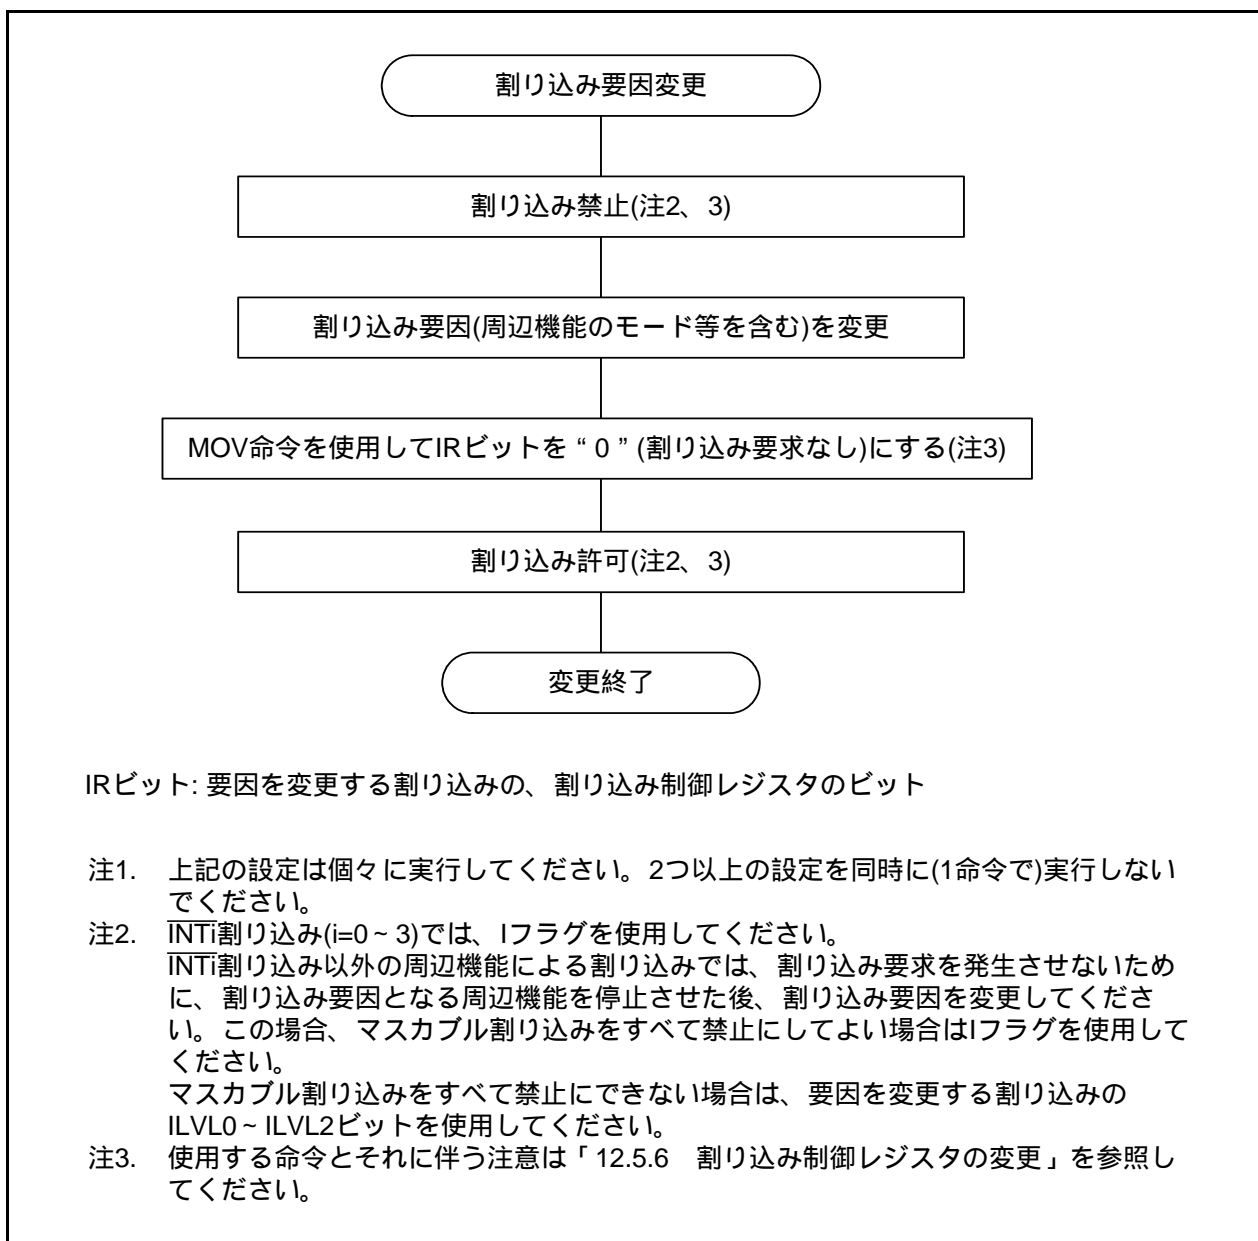 割り込み要因変更
割り込み禁止(注2、3)
割り込み要因(周辺機能のモード等を含む)を変更
MOV命令を使用してIRビットを“0”(割り込み要求なし)にする(注3)
割り込み許可(注2、3)
変更終了
IRビット: 要因を変更する割り込みの、割り込み制御レジスタのビット
注1. 上記の設定は個々に実行してください。2つ以上の設定を同時に(1命令で)実行しない
でください。
注2. INTi割り込み(i=0~3)では、Iフラグを使用してください。
INTi割り込み以外の周辺機能による割り込みでは、割り込み要求を発生させないため
に、割り込み要因となる周辺機能を停止させた後、割り込み要因を変更してくださ
い。この場合、マスカブル割り込みをすべて禁止にしてよい場合はIフラグを使用して
ください。
マスカブル割り込みをすべて禁止にできない場合は、要因を変更する割り込みの
ILVL0~ILVL2ビットを使用してください。
注3. 使用する命令とそれに伴う注意は「12.5.6 割り込み制御レジスタの変更」を参照し
てください。